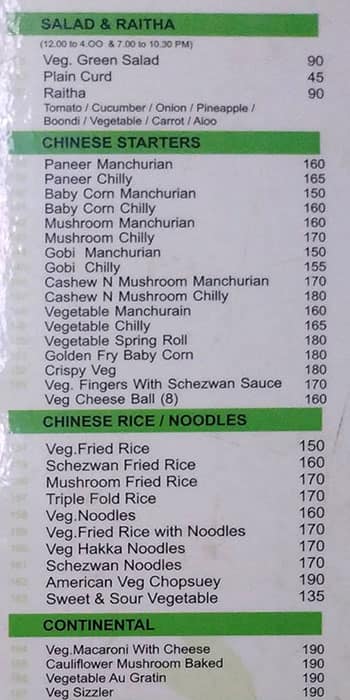 SALAD & RAITHA
(12.00 to 4.OO & 7.00 to 10.30 PM)
Veg. Green Salad 90
Plain Curd 45
Raitha 90
Tomato / Cucumber / Onion / Pineapple /
Boondi / Vegetable / Carrot / Aloo
CHINESE STARTERS
Paneer Manchurian 160
Paneer Chilly 165
Baby Corn Manchurian 150
Baby Corn Chilly 160
Mushroom Manchurian 160
Mushroom Chilly 170
Gobi Manchurian 150
Gobi Chilly 155
Cashew N Mushroom Manchurian 170
Cashew N Mushroom Chilly 180
Vegetable Manchurain 160
Vegetable Chilly 165
Vegetable Spring Roll 180
Golden Fry Baby Corn 180
Crispy Veg 180
Veg. Fingers With Schezwan Sauce 170
Veg Cheese Ball (8) 160
CHINESE RICE / NOODLES
Veg.Fried Rice 150
Schezwan Fried Rice 160
Mushroom Fried Rice 170
Triple Fold Rice 170
Veg.Noodles 160
Veg.Fried Rice with Noodles 170
Veg Hakka Noodles 170
Schezwan Noodles 170
American Veg Chopsuey 190
Sweet & Sour Vegetable 135
CONTINENTAL
Veg.Macaroni With Cheese 190
Cauliflower Mushroom Baked 190
Vegetable Au Gratin 190
Veg Sizzler 190